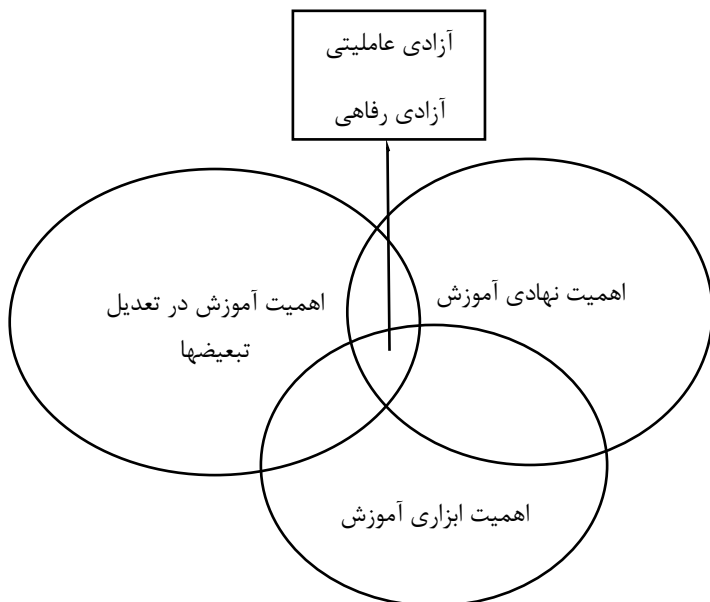 آزادی عاملیتی
آزادی رفاهی
اهمیت نهادی آموزش
اهمیت آموزش در تعدیل
تبعیضها
اهمیت ابزاری آموزش